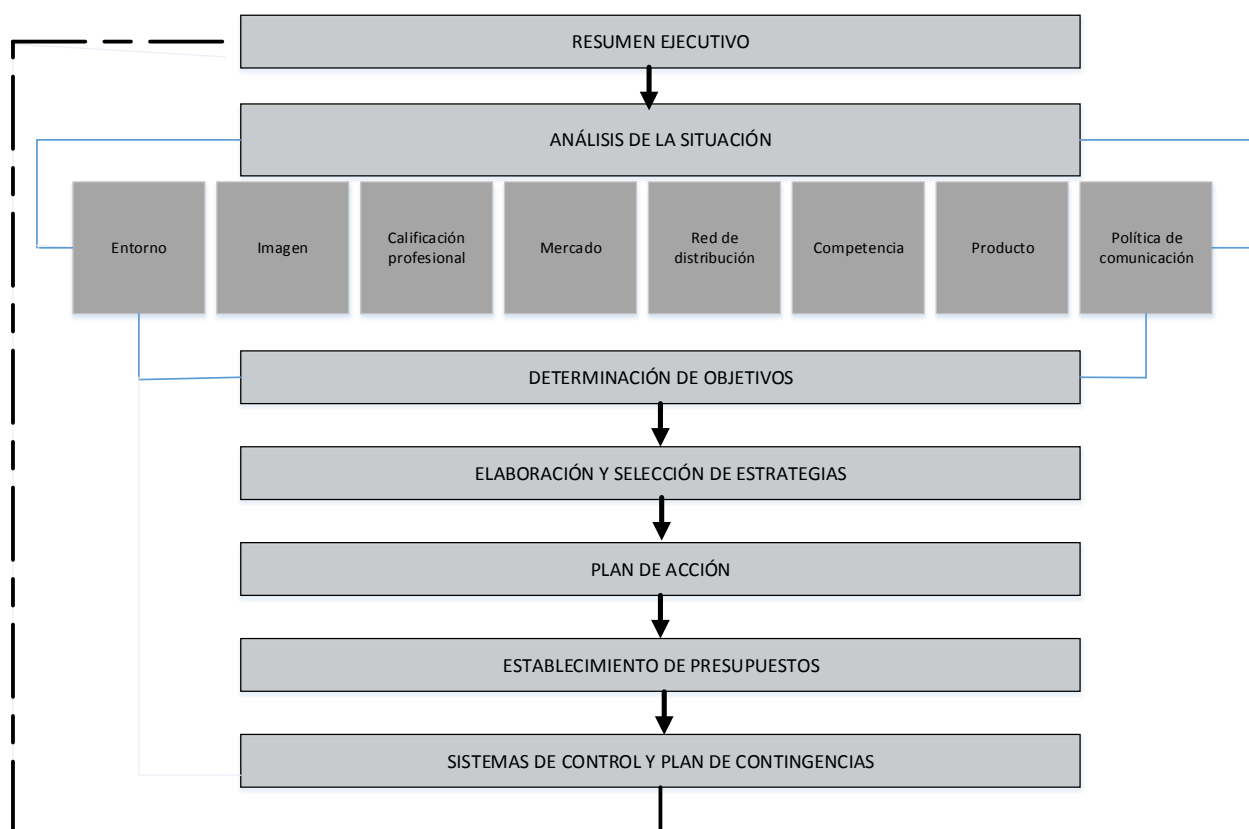 RESUMEN EJECUTIVO
ANÁLISIS DE LA SITUACIÓN
Entorno
Imagen
Calificación
profesional
Mercado
Red de
distribución
Competencia
Producto
Política de
comunicación
DETERMINACIÓN DE OBJETIVOS
ELABORACIÓN Y SELECCIÓN DE ESTRATEGIAS
PLAN DE ACCIÓN
ESTABLECIMIENTO DE PRESUPUESTOS
SISTEMAS DE CONTROL Y PLAN DE CONTINGENCIAS